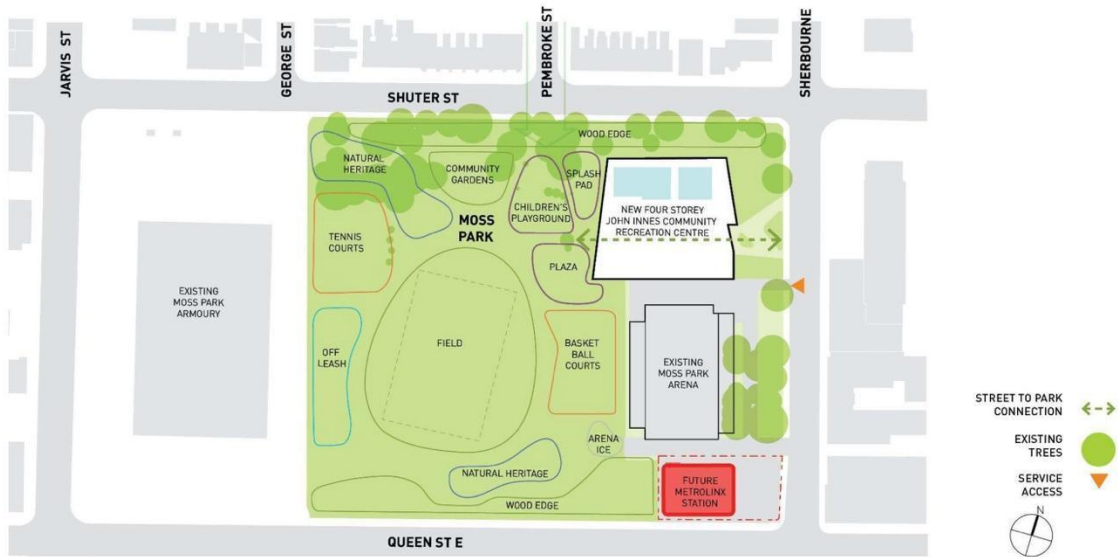 JARVIS ST
GEORGE ST
PEMBROKE ST
SHERBOURNE
SHUTER ST
WOOD EDGE
NATURAL
HERITAGE
COMMUNITY
GARDENS
SPLASH
PAD
CHILDREN'S
PLAYGROUND
NEW FOUR STOREY
JOHN INNES COMMUNITY
RECREATION CENTRE
MOSS
PARK
TENNIS
COURTS
PLAZA
EXISTING
MOSS PARK
ARMOURY
OFF
LEASH
FIELD
BASKET
BALL
COURTS
EXISTING
MOSS PARK
ARENA
ARENA
ICE
NATURAL HERITAGE
WOOD EDGE
FUTURE
METROLINX
STATION
QUEEN ST E
STREET TO PARK
CONNECTION
EXISTING
TREES
SERVICE
ACCESS
N